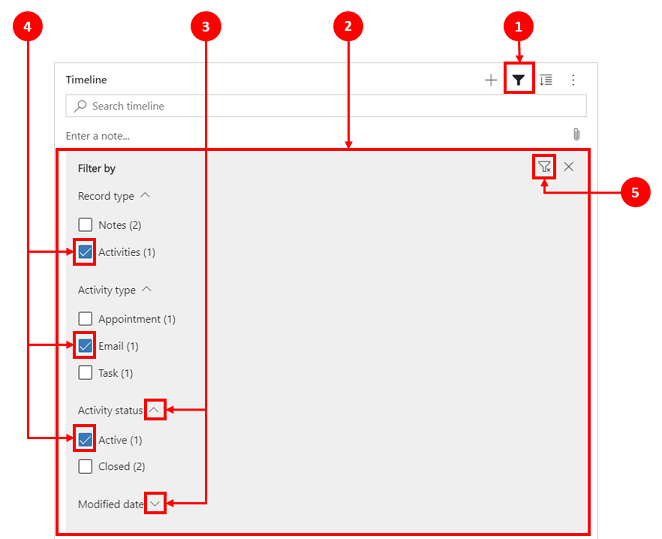 4
3
2
1
Timeline
Search timeline
Enter a note...
Filter by
5
Record type
Notes (2)
Activities (1)
Activity type
Appointment (1)
Email (1)
Task (1)
Activity status
Active (1)
Closed (2)
Modified date